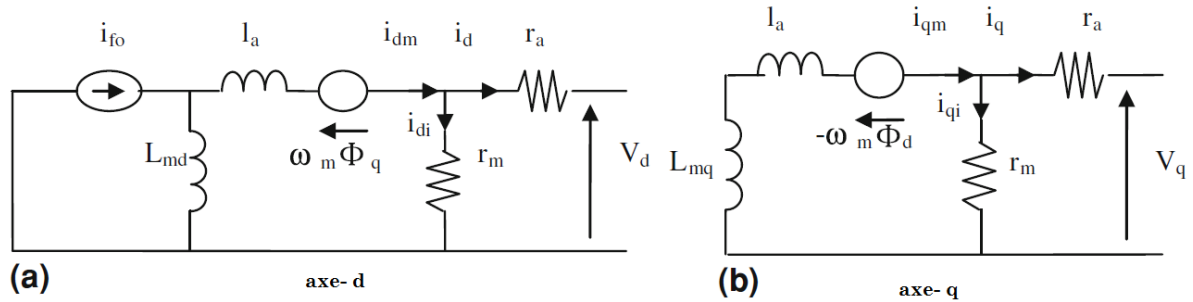 i_fo l_a i_dm i_d r_a
L_md ω_m Φ_q i_di r_m V_d
(a) axe- d
l_a i_qm i_q r_a
L_mq -ω_m Φ_d i_qi r_m V_q
(b) axe- q